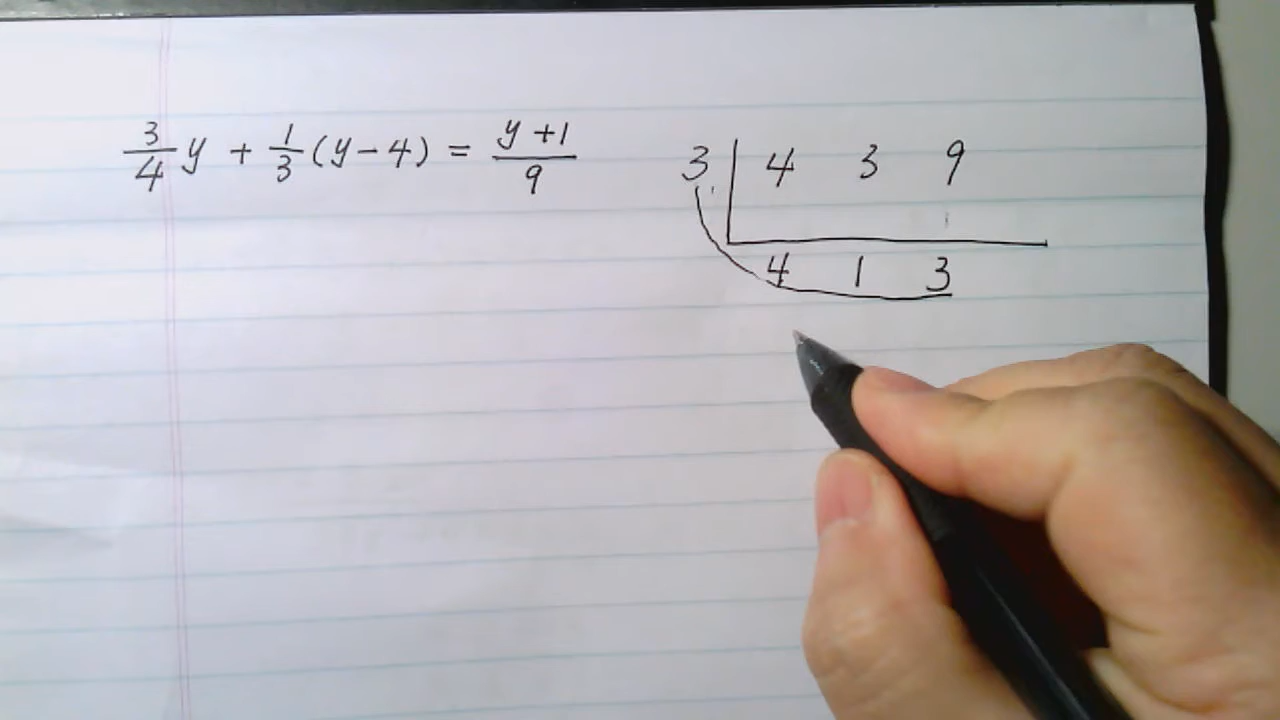 3/4 y + 1/3 (y - 4) = (y + 1)/9
3 | 4 3 9
4 1 3